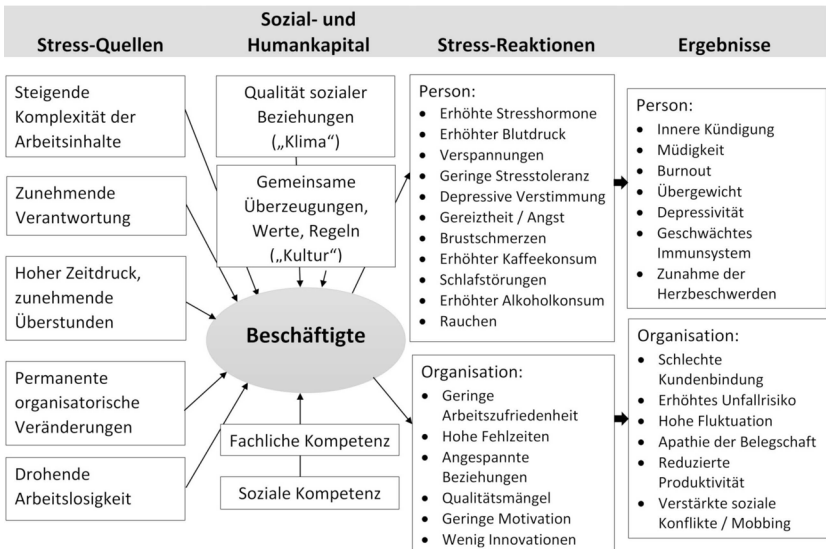 Stress-Quellen
Sozial- und
Humankapital
Stress-Reaktionen
Ergebnisse
Steigende
Komplexität der
Arbeitsinhalte
Zunehmende
Verantwortung
Hoher Zeitdruck,
zunehmende
Überstunden
Permanente
organisatorische
Veränderungen
Drohende
Arbeitslosigkeit
Qualität sozialer
Beziehungen
(„Klima“)
Gemeinsame
Überzeugungen,
Werte, Regeln
(„Kultur“)
Beschäftigte
Fachliche Kompetenz
Soziale Kompetenz
Person:
• Erhöhte Stresshormone
• Erhöhter Blutdruck
• Verspannungen
• Geringe Stresstoleranz
• Depressive Verstimmung
• Gereiztheit / Angst
• Brustschmerzen
• Erhöhter Kaffeekonsum
• Schlafstörungen
• Erhöhter Alkoholkonsum
• Rauchen
Organisation:
• Geringe
Arbeitszufriedenheit
• Hohe Fehlzeiten
• Angespannte
Beziehungen
• Qualitätsmängel
• Geringe Motivation
• Wenig Innovationen
Person:
• Innere Kündigung
• Müdigkeit
• Burnout
• Übergewicht
• Depressivität
• Geschwächtes
Immunsystem
• Zunahme der
Herzbeschwerden
Organisation:
• Schlechte
Kundenbindung
• Erhöhtes Unfallrisiko
• Hohe Fluktuation
• Apathie der Belegschaft
• Reduzierte
Produktivität
• Verstärkte soziale
Konflikte / Mobbing